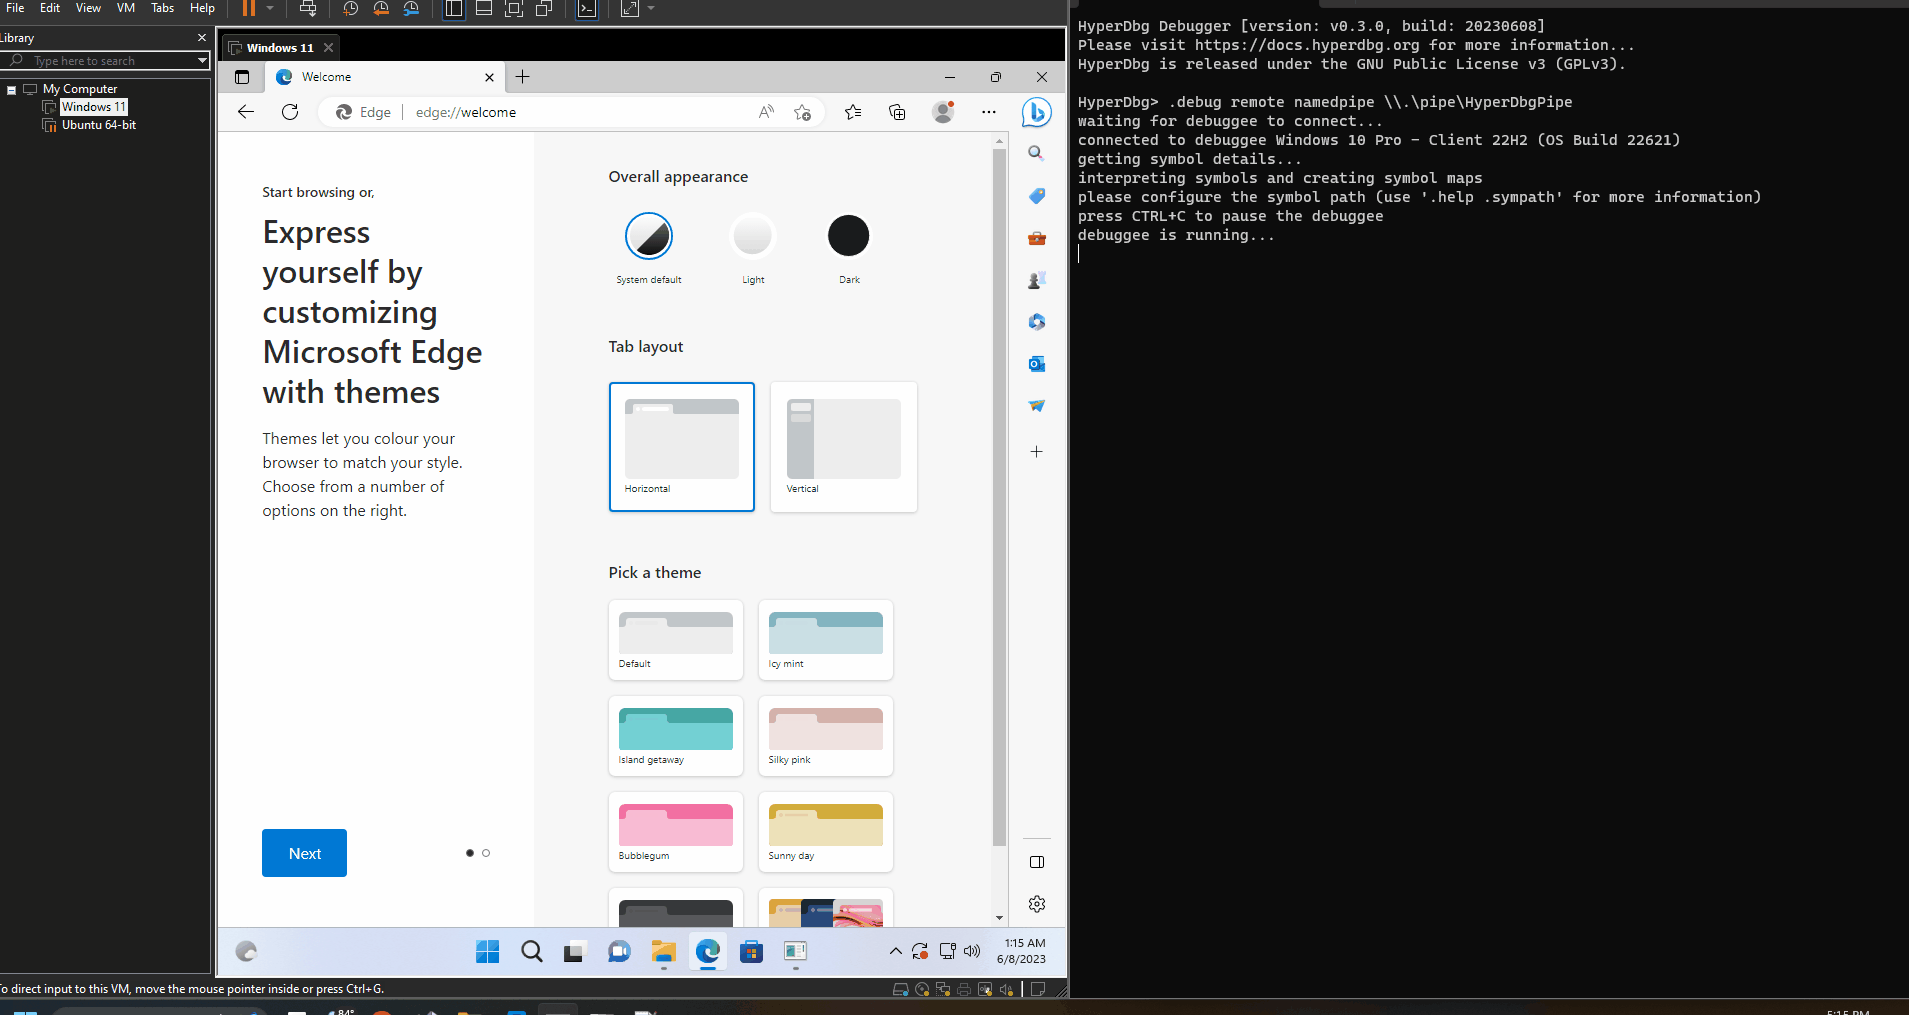 File Edit View VM Tabs Help
Library
Type here to search
My Computer
Windows 11
Ubuntu 64-bit
Windows 11
Welcome
Edge
edge://welcome
Start browsing or,
Express
yourself by
customizing
Microsoft Edge
with themes
Themes let you colour your
browser to match your style.
Choose from a number of
options on the right.
Next
Overall appearance
System default
Light
Dark
Tab layout
Horizontal
Vertical
Pick a theme
Default
Icy mint
Island getaway
Silky pink
Bubblegum
Sunny day
1:15 AM
6/8/2023
To direct input to this VM, move the mouse pointer inside or press Ctrl+G.
84°
5:15 PM
HyperDbg Debugger [version: v0.3.0, build: 20230608]
Please visit https://docs.hyperdbg.org for more information...
HyperDbg is released under the GNU Public License v3 (GPLv3).
HyperDbg> .debug remote namedpipe \\.\pipe\HyperDbgPipe
waiting for debuggee to connect...
connected to debuggee Windows 10 Pro - Client 22H2 (OS Build 22621)
getting symbol details...
interpreting symbols and creating symbol maps
please configure the symbol path (use '.help .sympath' for more information)
press CTRL+C to pause the debuggee
debuggee is running...